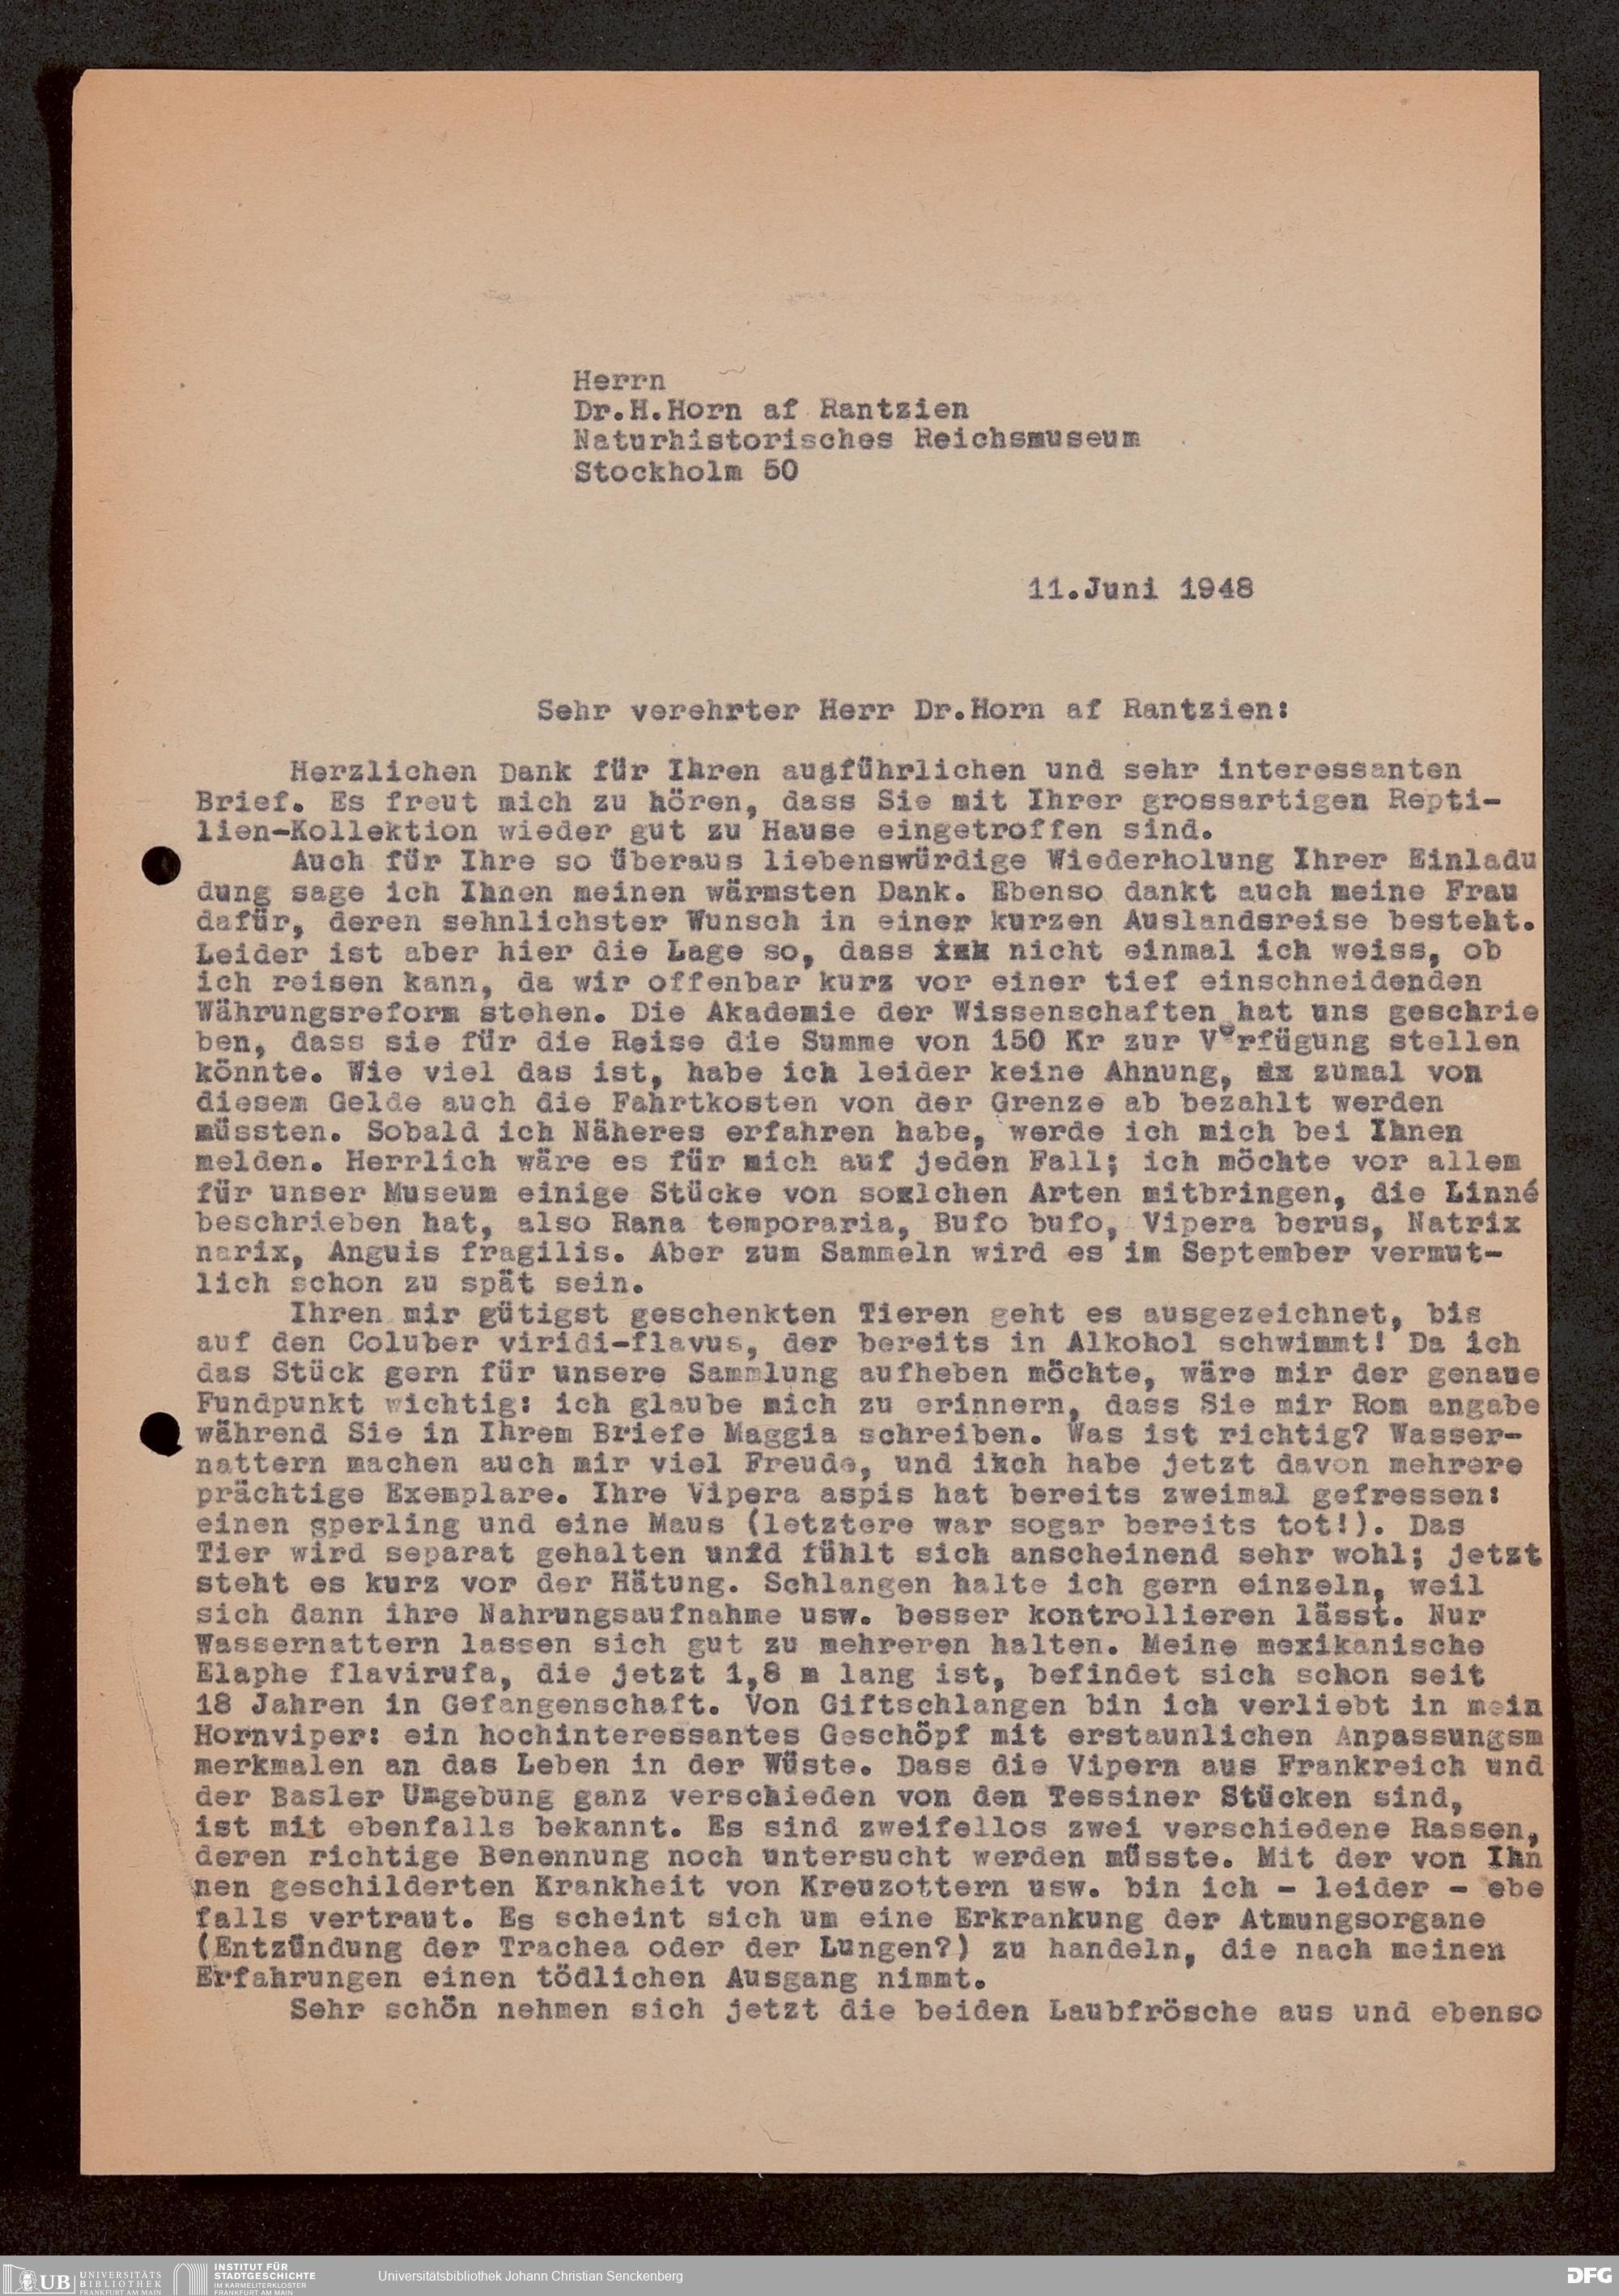 Herrn
Dr.H.Horn af Rantzien
Naturhistorisches Reichsmuseum
Stockholm 50
11.Juni 1948
Sehr verehrter Herr Dr.Horn af Rantzien:
Herzlichen Dank für Ihren ausführlichen und sehr interessanten
Brief. Es freut mich zu hören, dass Sie mit Ihrer grossartigen Repti-
lien-Kollektion wieder gut zu Hause eingetroffen sind.
Auch für Ihre so überaus liebenswürdige Wiederholung Ihrer Einladu
dung sage ich Ihnen meinen wärmsten Dank. Ebenso dankt auch meine Frau
dafür, deren sehnlichster Wunsch in einer kurzen Auslandsreise besteht.
Leider ist aber hier die Lage so, dass nicht einmal ich weiss, ob
ich reisen kann, da wir offenbar kurz vor einer tief einschneidenden
Währungsreform stehen. Die Akademie der Wissenschaften hat uns geschrie
ben, dass sie für die Reise die Summe von 150 Kr zur Verfügung stellen
könnte. Wie viel das ist, habe ich leider keine Ahnung, zumal von
diesem Gelde auch die Fahrtkosten von der Grenze ab bezahlt werden
müssten. Sobald ich Näheres erfahren habe, werde ich mich bei Ihnen
melden. Herrlich wäre es für mich auf jeden Fall; ich möchte vor allem
für unser Museum einige Stücke von soxlchen Arten mitbringen, die Linné
beschrieben hat, also Rana temporaria, Bufo bufo, Vipera berus, Natrix
narix, Anguis fragilis. Aber zum Sammeln wird es im September vermut-
lich schon zu spät sein.
Ihren mir gütigst geschenkten Tieren geht es ausgezeichnet, bis
auf den Coluber viridi-flavus, der bereits in Alkohol schwimmt! Da ich
das Stück gern für unsere Sammlung aufheben möchte, wäre mir der genaue
Fundpunkt wichtig: ich glaube mich zu erinnern, dass Sie mir Rom angabe
während Sie in Ihrem Briefe Maggia schreiben. Was ist richtig? Wasser-
nattern machen auch mir viel Freude, und ikch habe jetzt davon mehrere
prächtige Exemplare. Ihre Vipera aspis hat bereits zweimal gefressen:
einen sperling und eine Maus (letztere war sogar bereits tot!). Das
Tier wird separat gehalten unfd fühlt sich anscheinend sehr wohl; jetzt
steht es kurz vor der Hätung. Schlangen halte ich gern einzeln, weil
sich dann ihre Nahrungsaufnahme usw. besser kontrollieren lässt. Nur
Wassernattern lassen sich gut zu mehreren halten. Meine mexikanische
Elaphe flavirufa, die jetzt 1,8 m lang ist, befindet sich schon seit
18 Jahren in Gefangenschaft. Von Giftschlangen bin ich verliebt in mein
Hornviper: ein hochinteressantes Geschöpf mit erstaunlichen Anpassungsm
merkmalen an das Leben in der Wüste. Dass die Vipern aus Frankreich und
der Basler Umgebung ganz verschieden von den Tessiner Stücken sind,
ist mit ebenfalls bekannt. Es sind zweifellos zwei verschiedene Rassen,
deren richtige Benennung noch untersucht werden müsste. Mit der von Ihn
nen geschilderten Krankheit von Kreuzottern usw. bin ich - leider - ebe
falls vertraut. Es scheint sich um eine Erkrankung der Atmungsorgane
(Entzündung der Trachea oder der Lungen?) zu handeln, die nach meinen
Erfahrungen einen tödlichen Ausgang nimmt.
Sehr schön nehmen sich jetzt die beiden Laubfrösche aus und ebenso
UB UNIVERSITÄTS
BIBLIOTHEK
FRANKFURT AM MAIN
INSTITUT FÜR
STADTGESCHICHTE
IM KARMELITERKLOSTER
FRANKFURT AM MAIN
Universitätsbibliothek Johann Christian Senckenberg
DFG